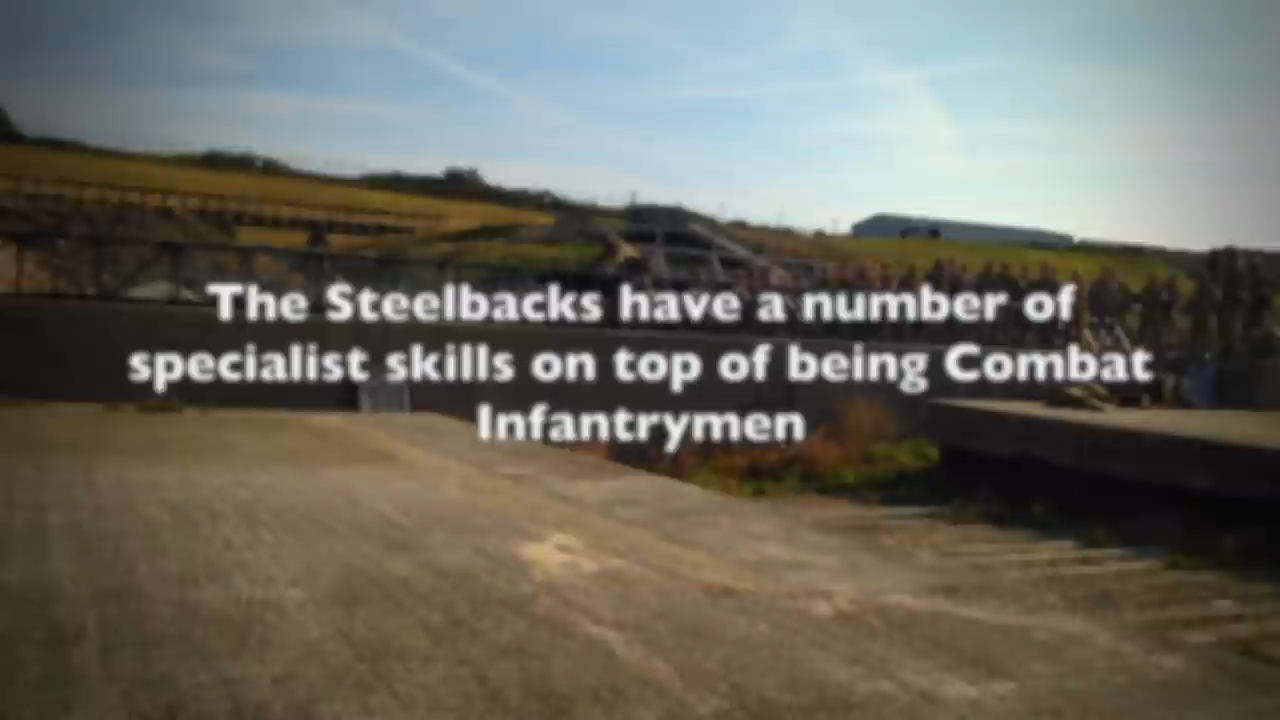 The Steelbacks have a number of
specialist skills on top of being Combat
Infantrymen